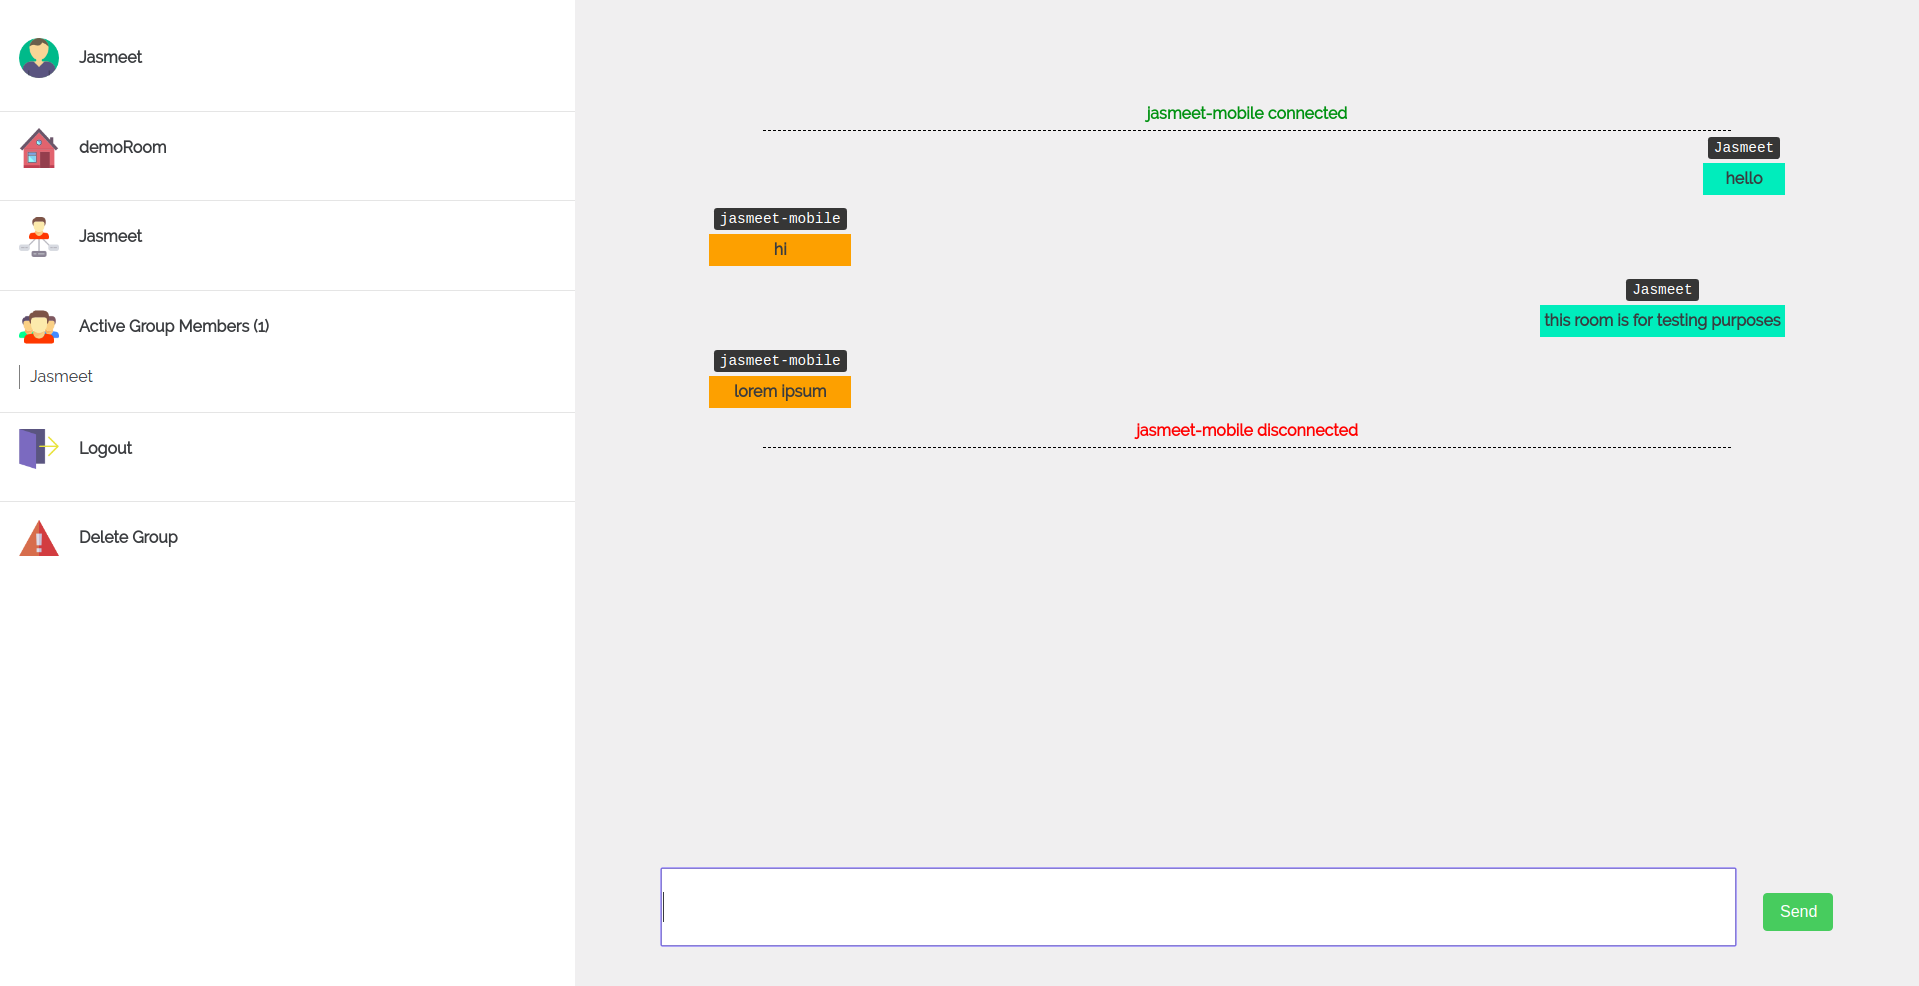 Jasmeet
demoRoom
Jasmeet
Active Group Members (1)
Jasmeet
Logout
Delete Group
jasmeet-mobile connected
Jasmeet
hello
jasmeet-mobile
hi
Jasmeet
this room is for testing purposes
jasmeet-mobile
lorem ipsum
jasmeet-mobile disconnected
Send